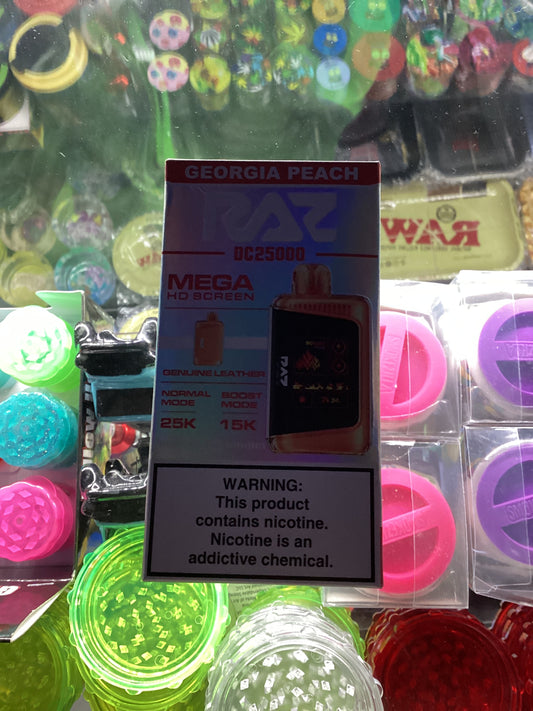 GEORGIA PEACH
RAZ
DC25000
MEGA
HD SCREEN
GENUINE LEATHER
NORMAL MODE
BOOST MODE
25K
15K
RAZ
WARNING:
This product
contains nicotine.
Nicotine is an
addictive chemical.
RAW